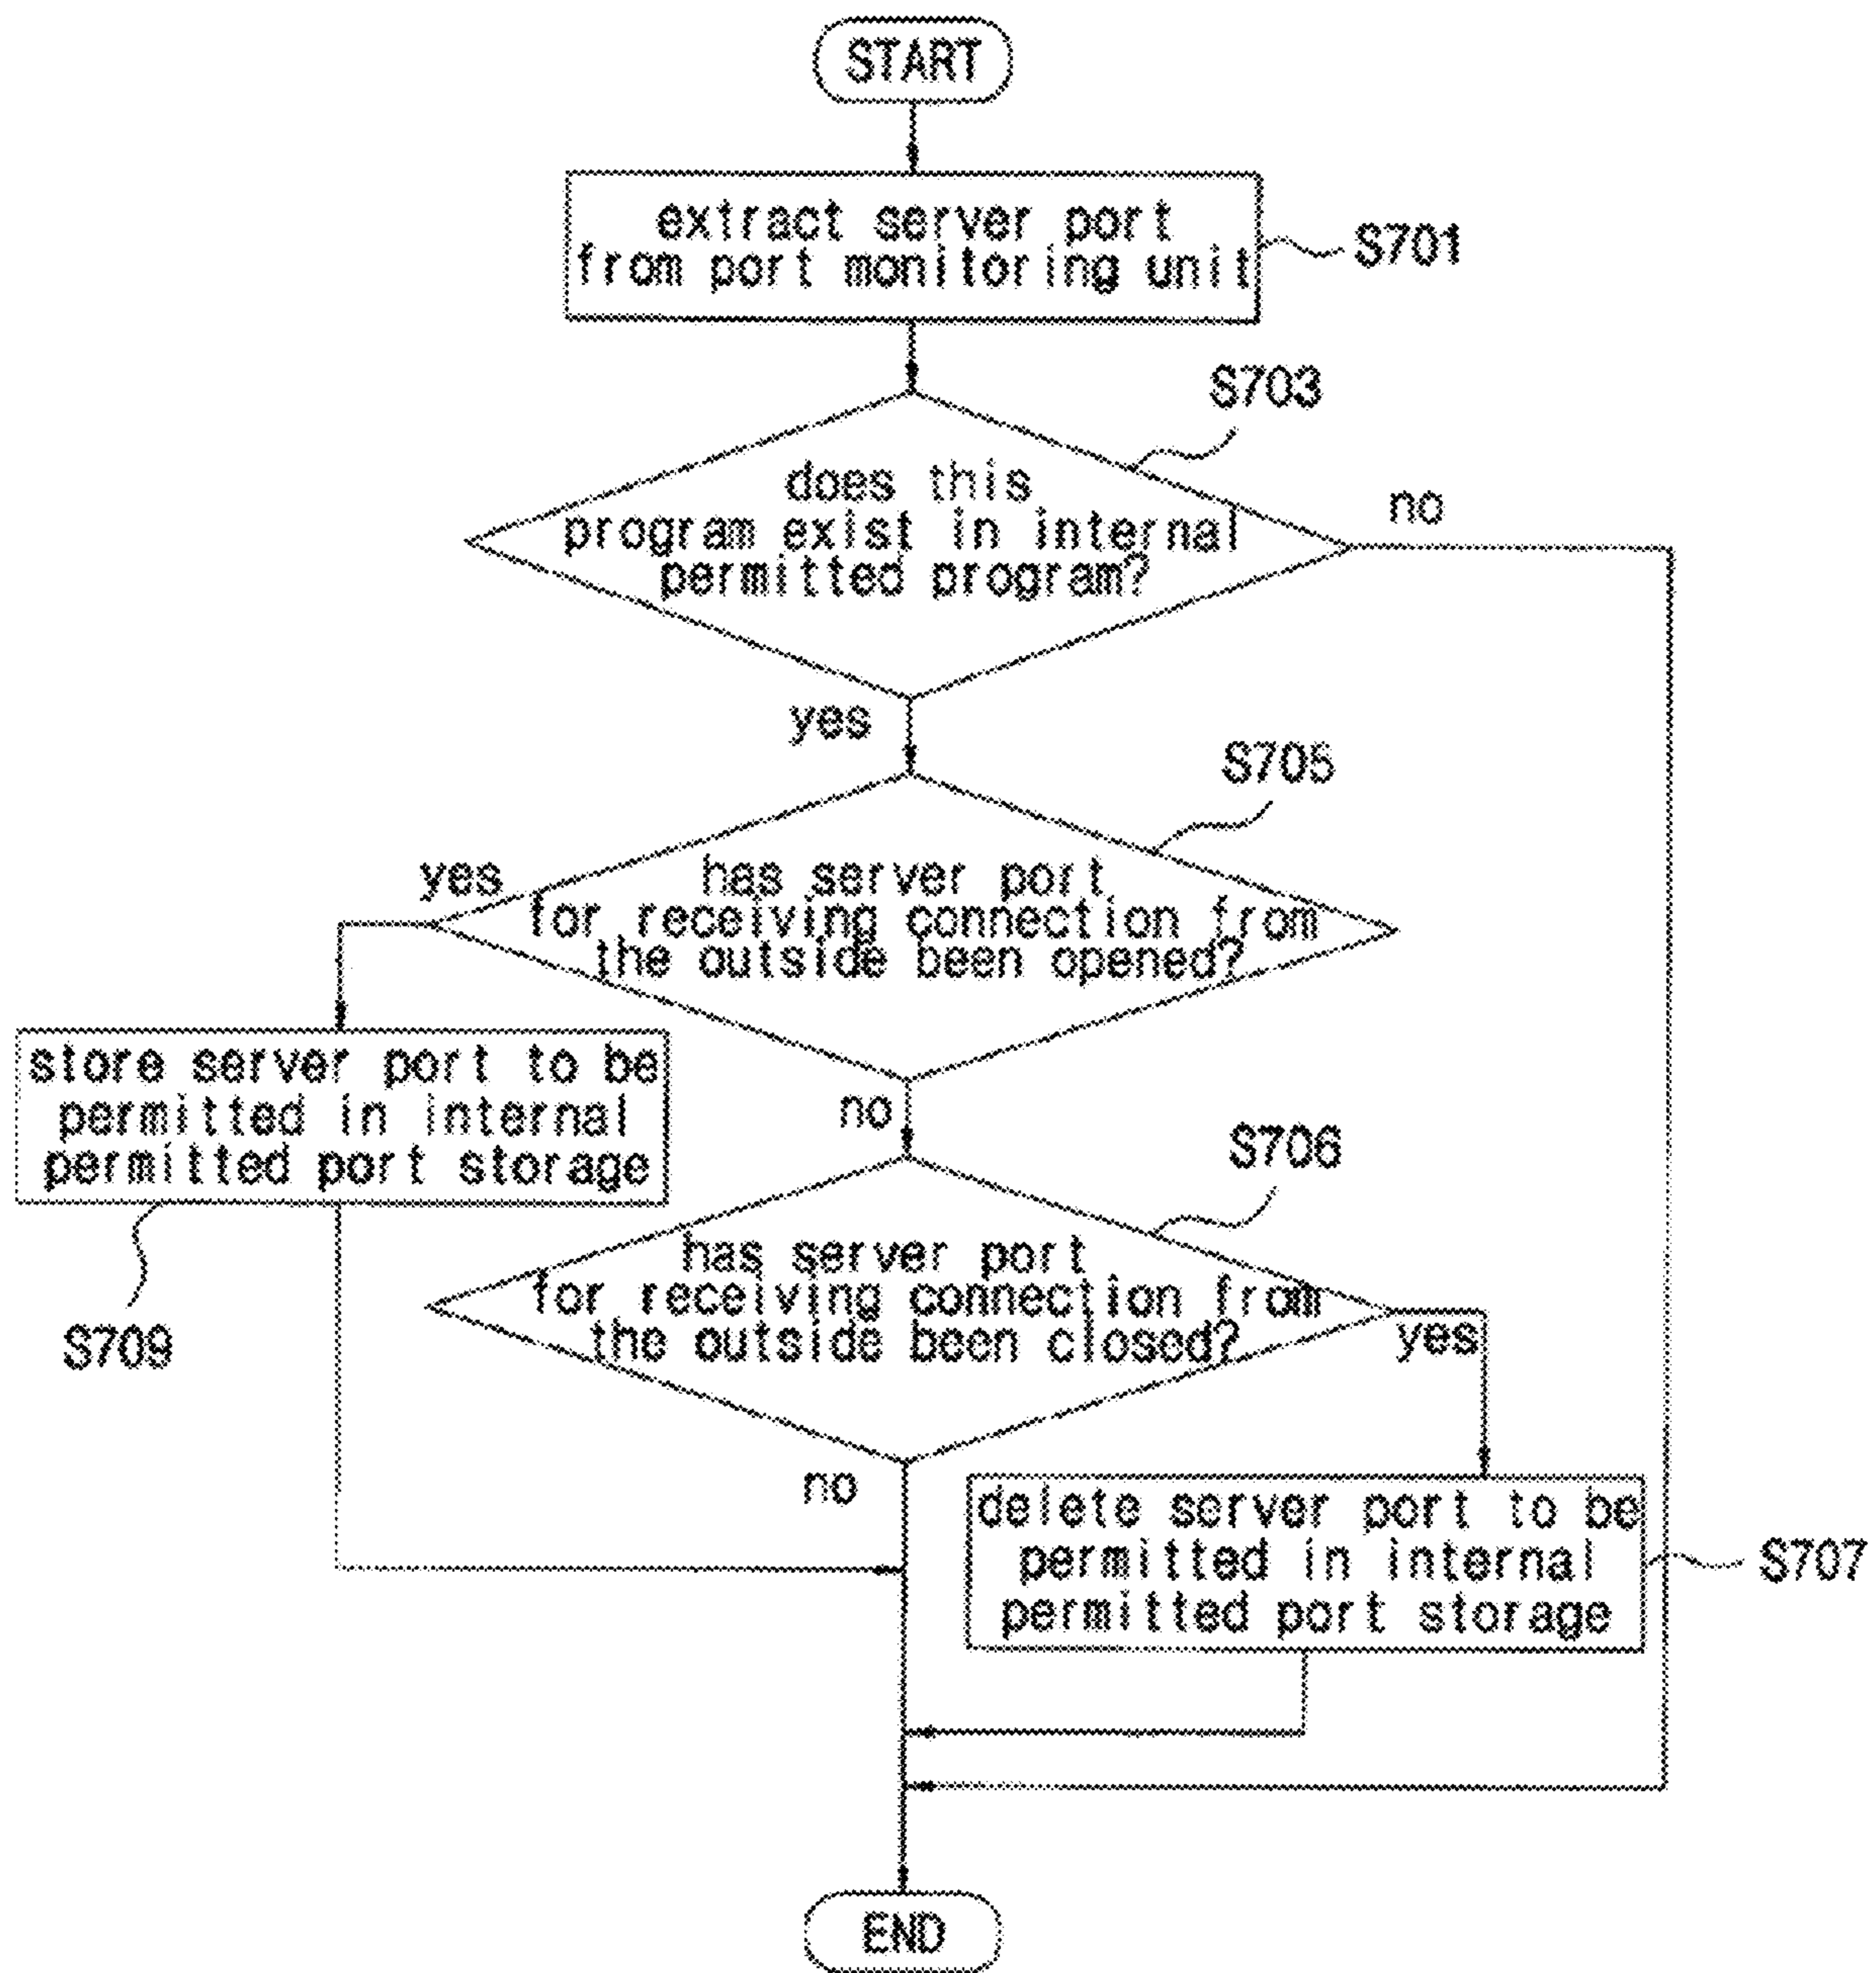 START
extract server port
from port monitoring unit
S701
S703
does this
program exist in internal
permitted program?
no
yes
S705
has server port
for receiving connection from
the outside been opened?
yes
store server port to be
permitted in internal
permitted port storage
S709
no
S706
has server port
for receiving connection from
the outside been closed?
yes
no
delete server port to be
permitted in internal
permitted port storage
S707
END